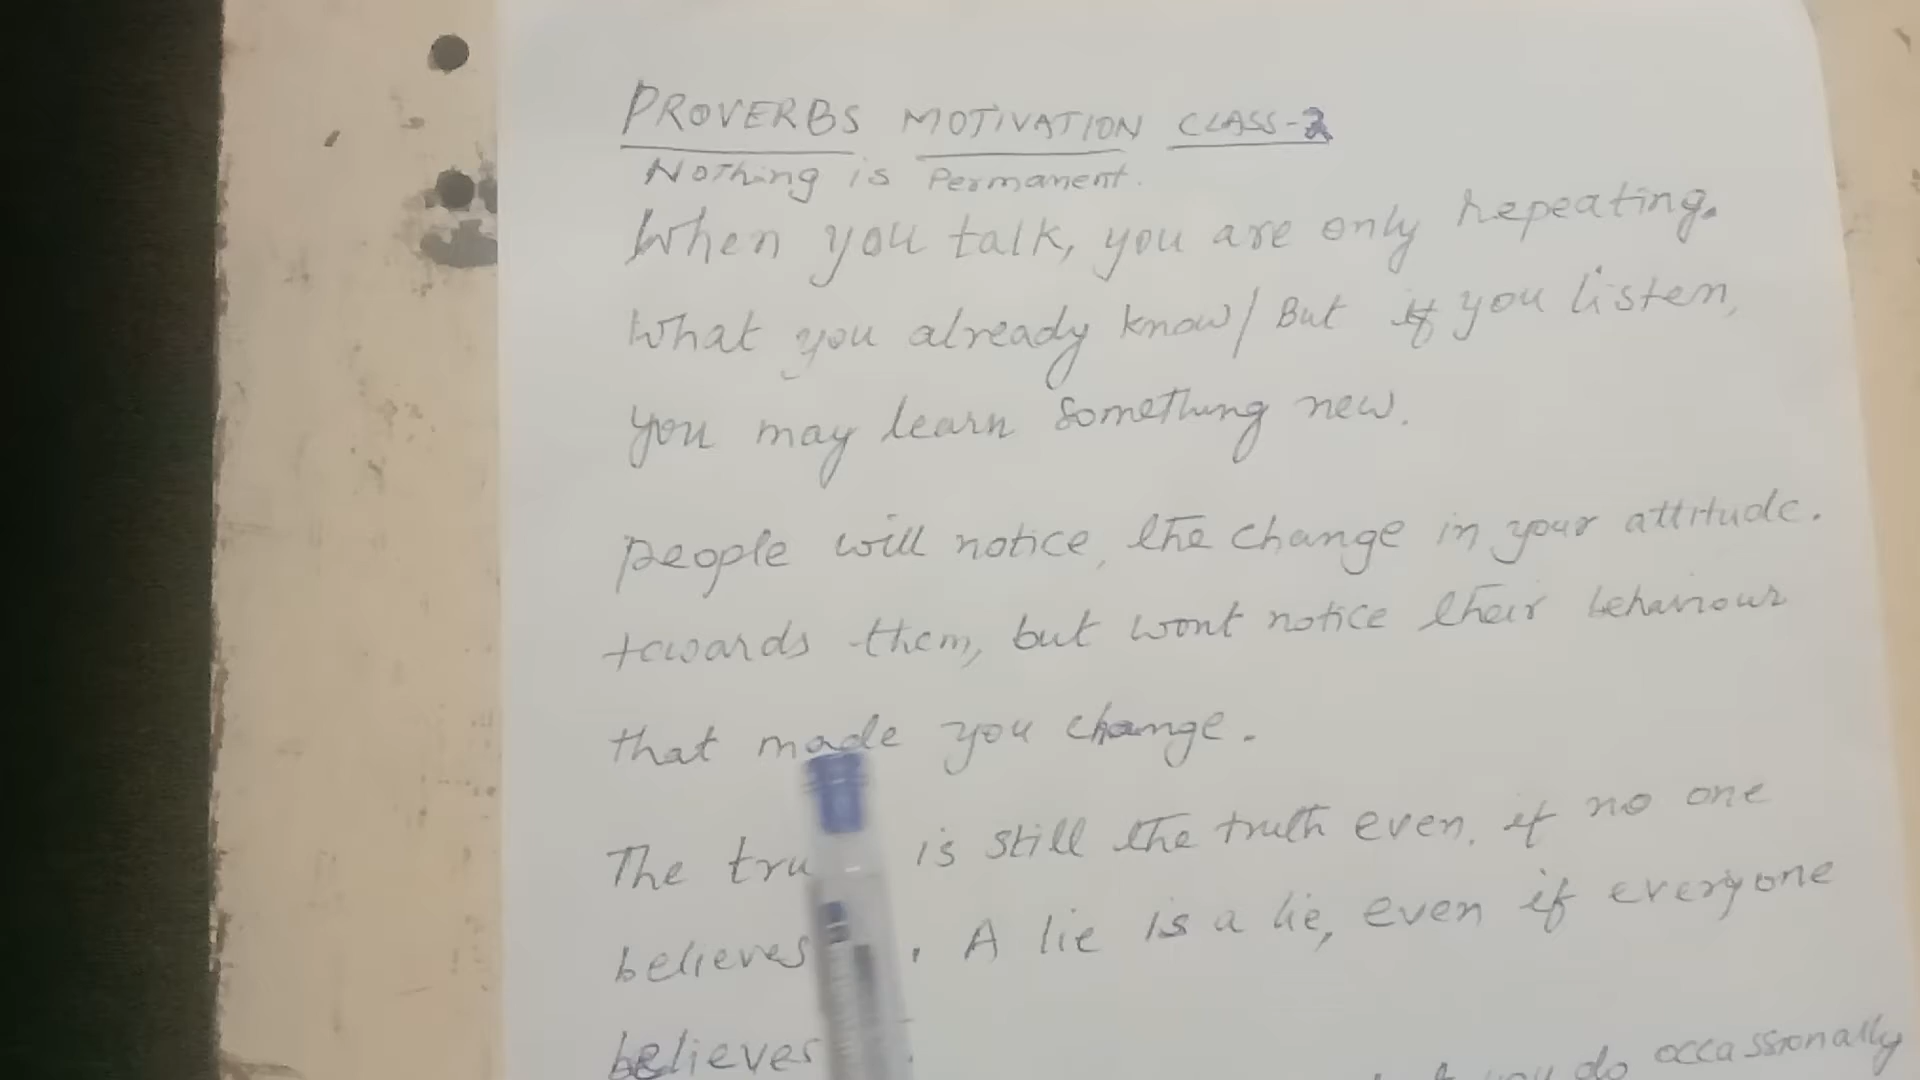 PROVERBS MOTIVATION CLASS-2
Nothing is Permanent.
When you talk, you are only repeating.
What you already know/ But if you listen,
you may learn something new.
people will notice, the change in your attitude.
towards them, but wont notice their behaviour
that made you change.
The tru is still the truth even, if no one
believes . A lie is a lie, even if everyone
believes
you do occassionally